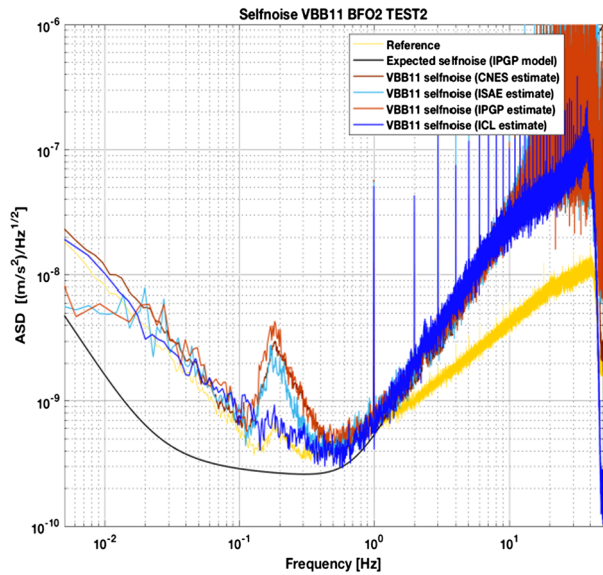 Selfnoise VBB11 BFO2 TEST2
10^-6
10^-7
10^-8
10^-9
10^-10
ASD [(m/s²)/Hz^1/2]
Reference
Expected selfnoise (IPGP model)
VBB11 selfnoise (CNES estimate)
VBB11 selfnoise (ISAE estimate)
VBB11 selfnoise (IPGP estimate)
VBB11 selfnoise (ICL estimate)
10^-2
10^-1
10^0
10^1
Frequency [Hz]